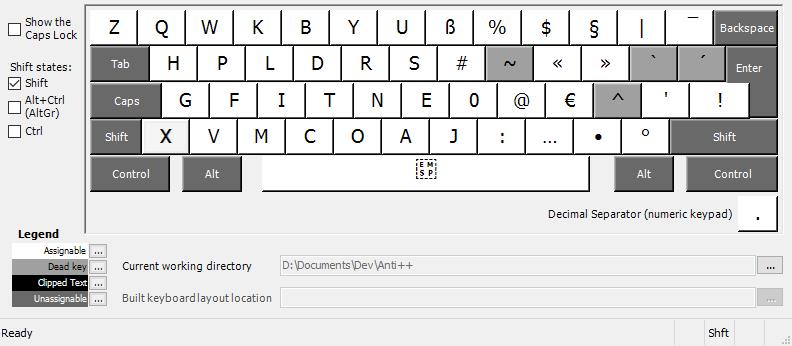 Show the
Caps Lock
Shift states:
Shift
Alt+Ctrl
(AltGr)
Ctrl
Z Q W K B Y U ß % $ § | ¯ Backspace
Tab H P L D R S # ~ « » ` ´ Enter
Caps G F I T N E 0 @ € ^ ' !
Shift X V M C O A J : … • ° Shift
Control Alt EMSP Alt Control
Decimal Separator (numeric keypad) .
Legend
Assignable ...
Dead key ...
Clipped Text ...
Unassignable ...
Current working directory D:\Documents\Dev\Anti++ ...
Built keyboard layout location ...
Ready Shft